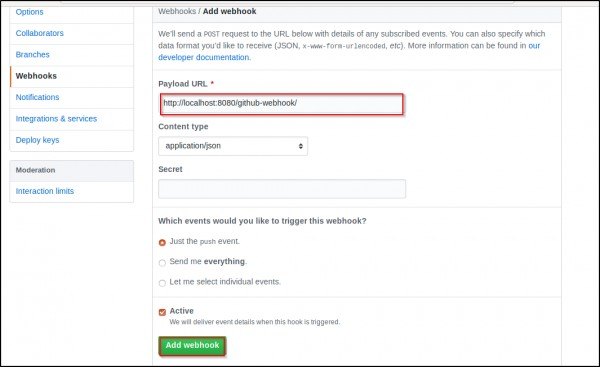 Options
Collaborators
Branches
Webhooks
Notifications
Integrations & services
Deploy keys
Moderation
Interaction limits
Webhooks / Add webhook
We'll send a POST request to the URL below with details of any subscribed events. You can also specify which
data format you'd like to receive (JSON, x-www-form-urlencoded, etc). More information can be found in our
developer documentation.
Payload URL *
http://localhost:8080/github-webhook/
Content type
application/json
Secret
Which events would you like to trigger this webhook?
Just the push event.
Send me everything.
Let me select individual events.
Active
We will deliver event details when this hook is triggered.
Add webhook